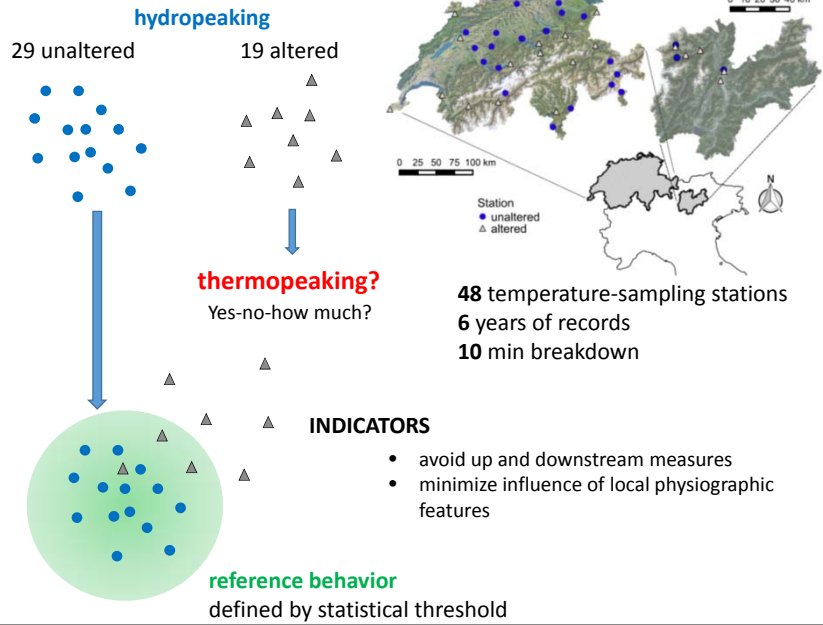 hydropeaking
29 unaltered
19 altered
0 25 50 75 100 km
N
Station
unaltered
altered
thermopeaking?
Yes-no-how much?
48 temperature-sampling stations
6 years of records
10 min breakdown
INDICATORS
• avoid up and downstream measures
• minimize influence of local physiographic
features
reference behavior
defined by statistical threshold